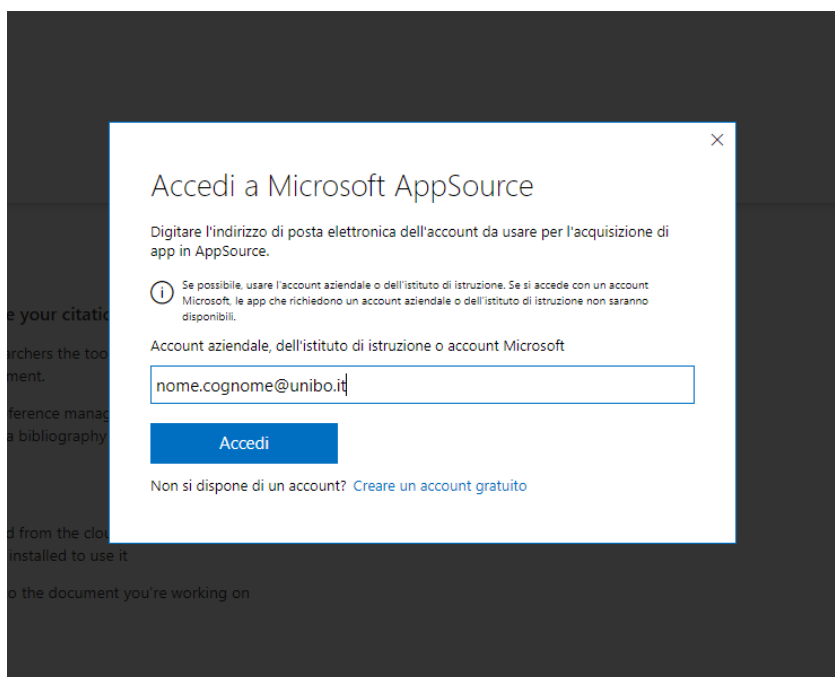 Accedi a Microsoft AppSource
Digitare l'indirizzo di posta elettronica dell'account da usare per l'acquisizione di
app in AppSource.
Se possibile, usare l'account aziendale o dell'istituto di istruzione. Se si accede con un account
Microsoft, le app che richiedono un account aziendale o dell'istituto di istruzione non saranno
disponibili.
e your citatio
Account aziendale, dell'istituto di istruzione o account Microsoft
archers the too
ment.
nome.cognome@unibo.it
ference manag
a bibliography
Accedi
Non si dispone di un account? Creare un account gratuito
d from the clou
installed to use it
o the document you're working on